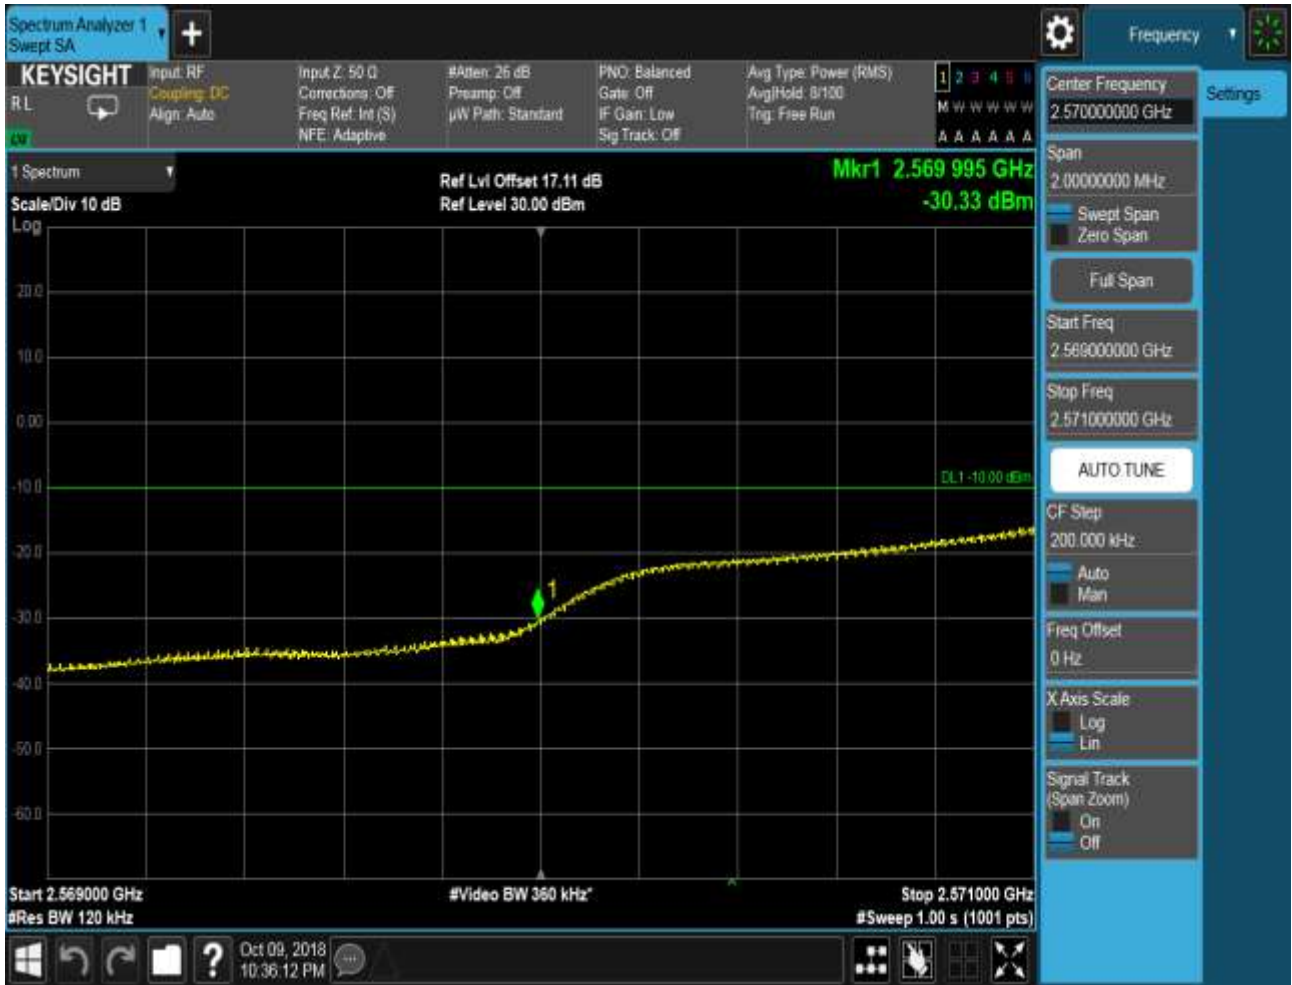 Spectrum Analyzer 1
Swept SA
+
Frequency
KEYSIGHT
RL
LW
Input: RF
Coupling: DC
Align: Auto
Input Z: 50 Ω
Corrections: Off
Freq Ref: Int (S)
NFE: Adaptive
#Atten: 26 dB
Preamp: Off
µW Path: Standard
PNO: Balanced
Gate: Off
IF Gain: Low
Sig Track: Off
Avg Type: Power (RMS)
Avg|Hold: 8/100
Trig: Free Run
1 2 3 4 5 6
M W W W W W
A A A A A A
1 Spectrum
Scale/Div 10 dB
Log
Ref Lvl Offset 17.11 dB
Ref Level 30.00 dBm
Mkr1 2.569 995 GHz
-30.33 dBm
20.0
10.0
0.00
-10.0
-20.0
-30.0
-40.0
-50.0
-60.0
DL1 -10.00 dBm
1
Start 2.569000 GHz
#Res BW 120 kHz
#Video BW 360 kHz*
Stop 2.571000 GHz
#Sweep 1.00 s (1001 pts)
Center Frequency
2.570000000 GHz
Settings
Span
2.00000000 MHz
Swept Span
Zero Span
Full Span
Start Freq
2.569000000 GHz
Stop Freq
2.571000000 GHz
AUTO TUNE
CF Step
200.000 kHz
Auto
Man
Freq Offset
0 Hz
X Axis Scale
Log
Lin
Signal Track
(Span Zoom)
On
Off
?
Oct 09, 2018
10:36:12 PM